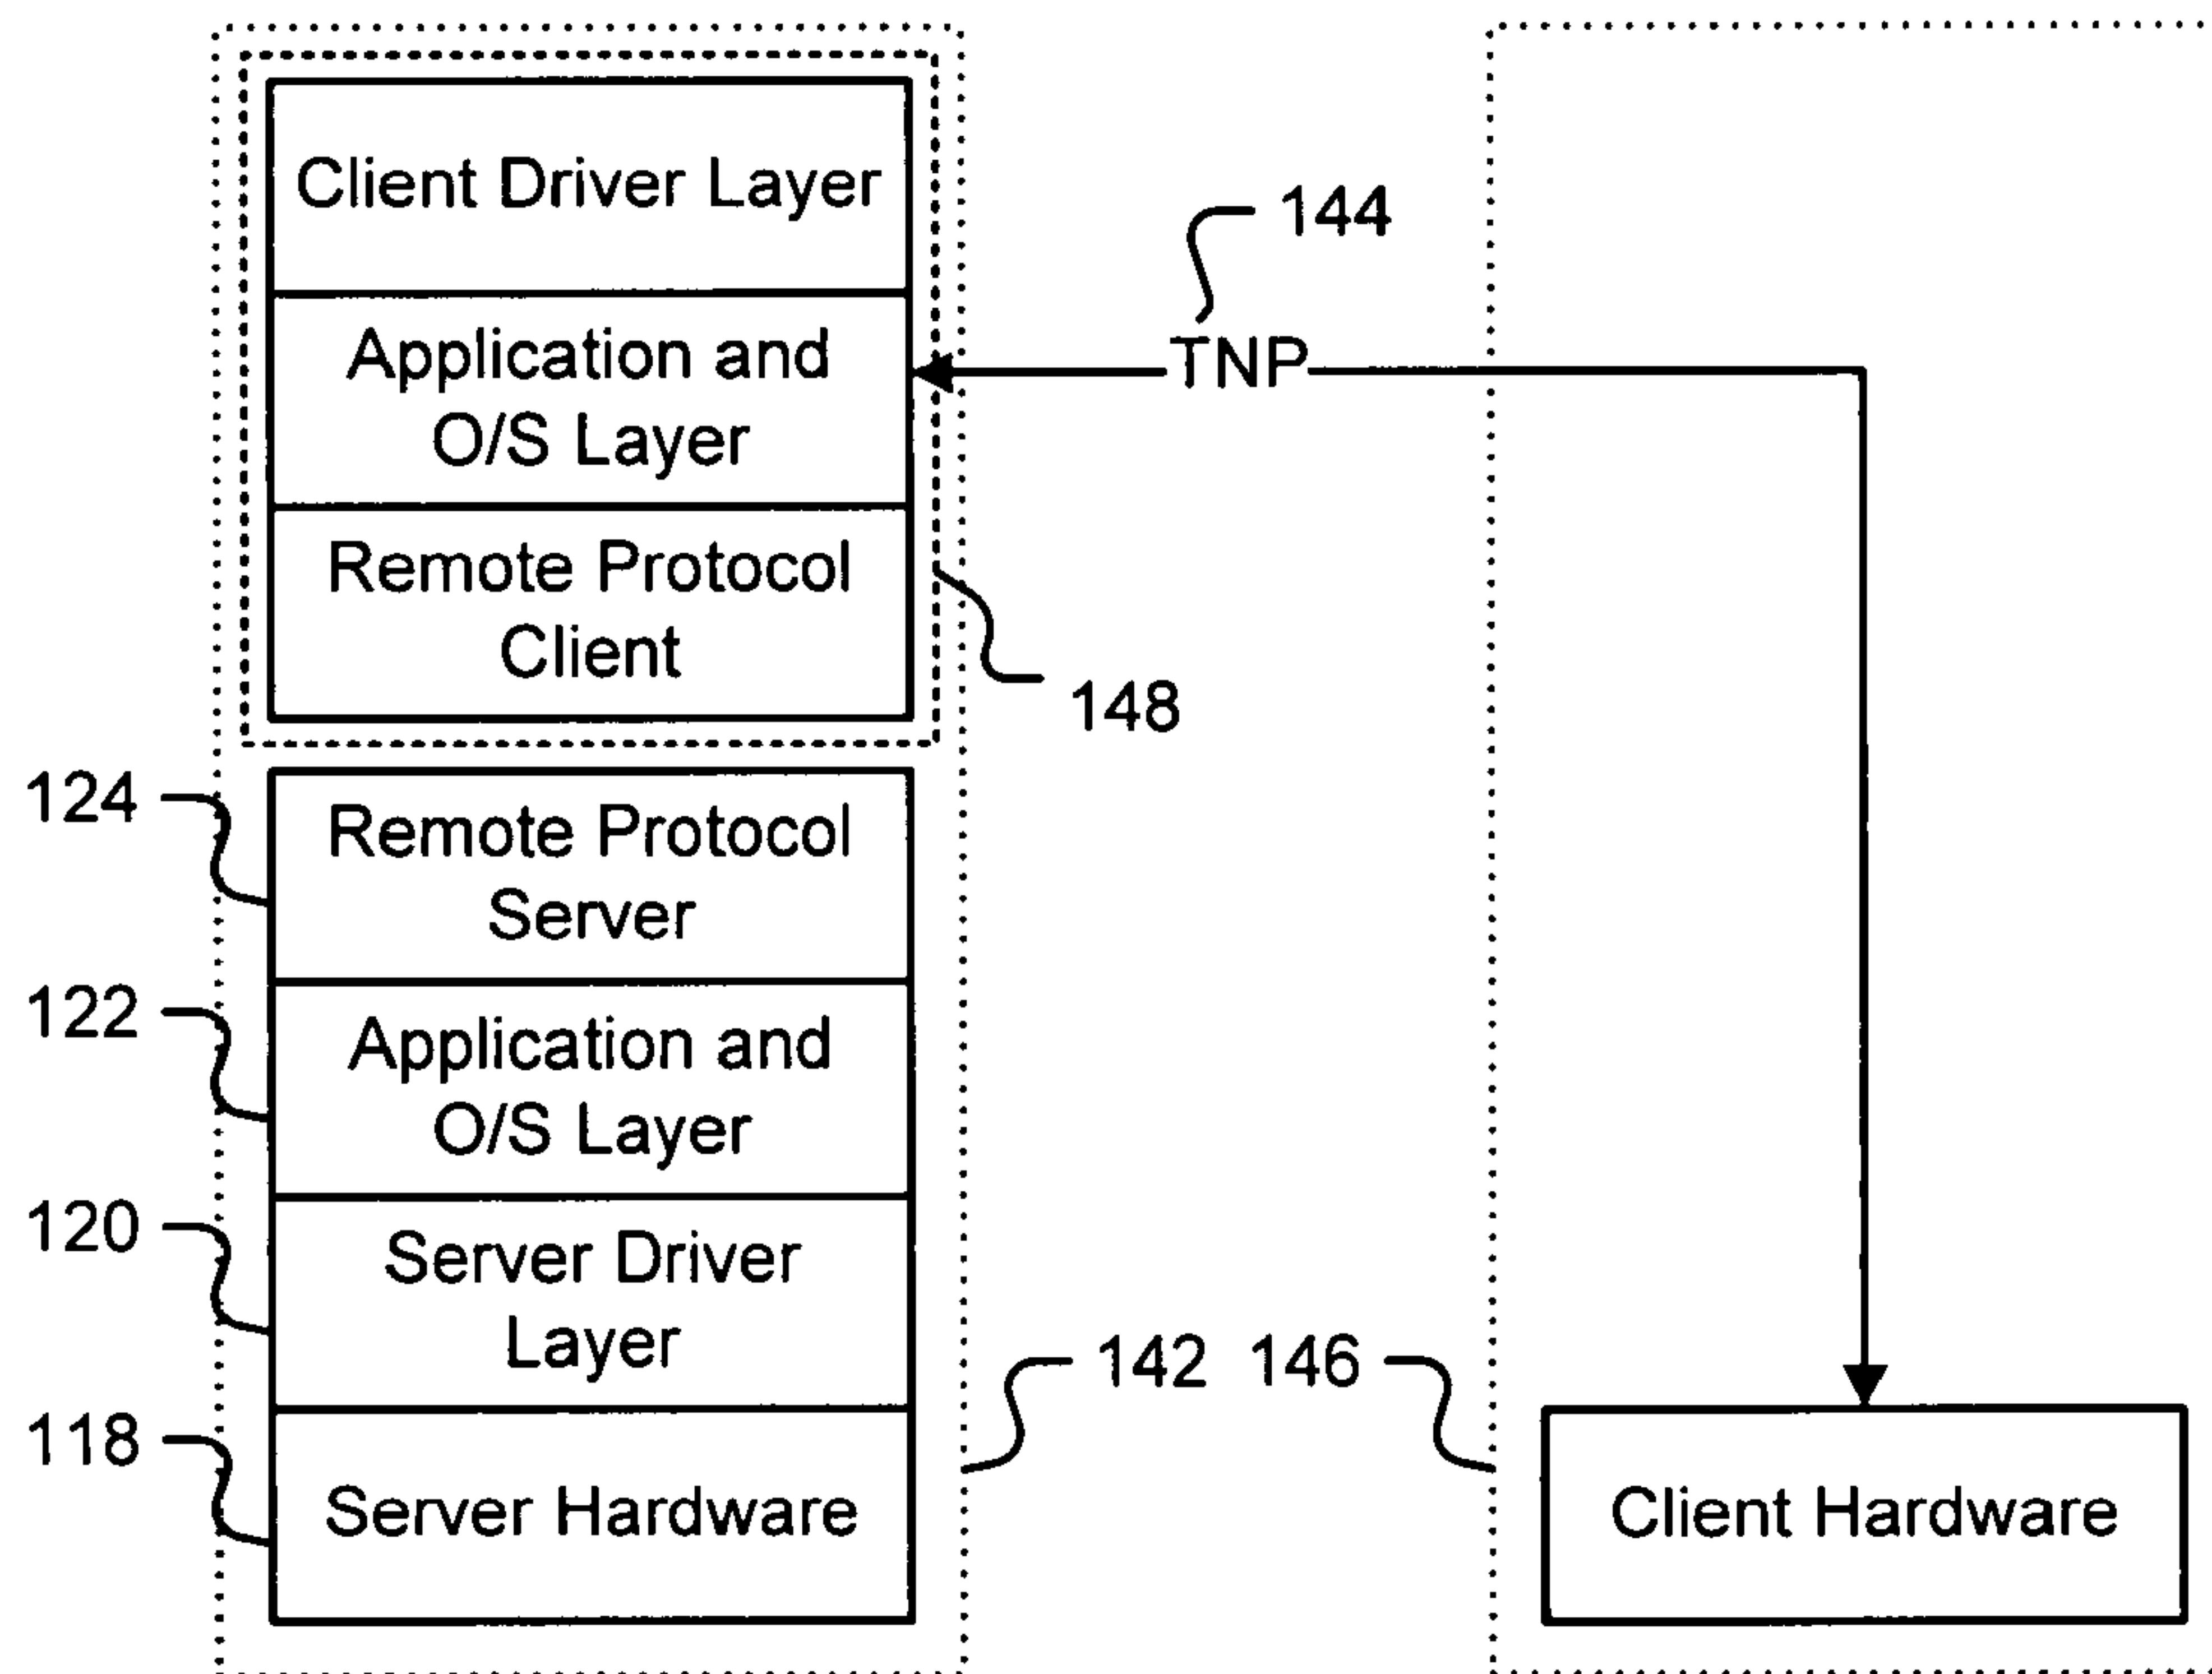 Client Driver Layer
Application and
O/S Layer
Remote Protocol
Client
144
TNP
148
124
Remote Protocol
Server
122
Application and
O/S Layer
120
Server Driver
Layer
118
Server Hardware
142
146
Client Hardware